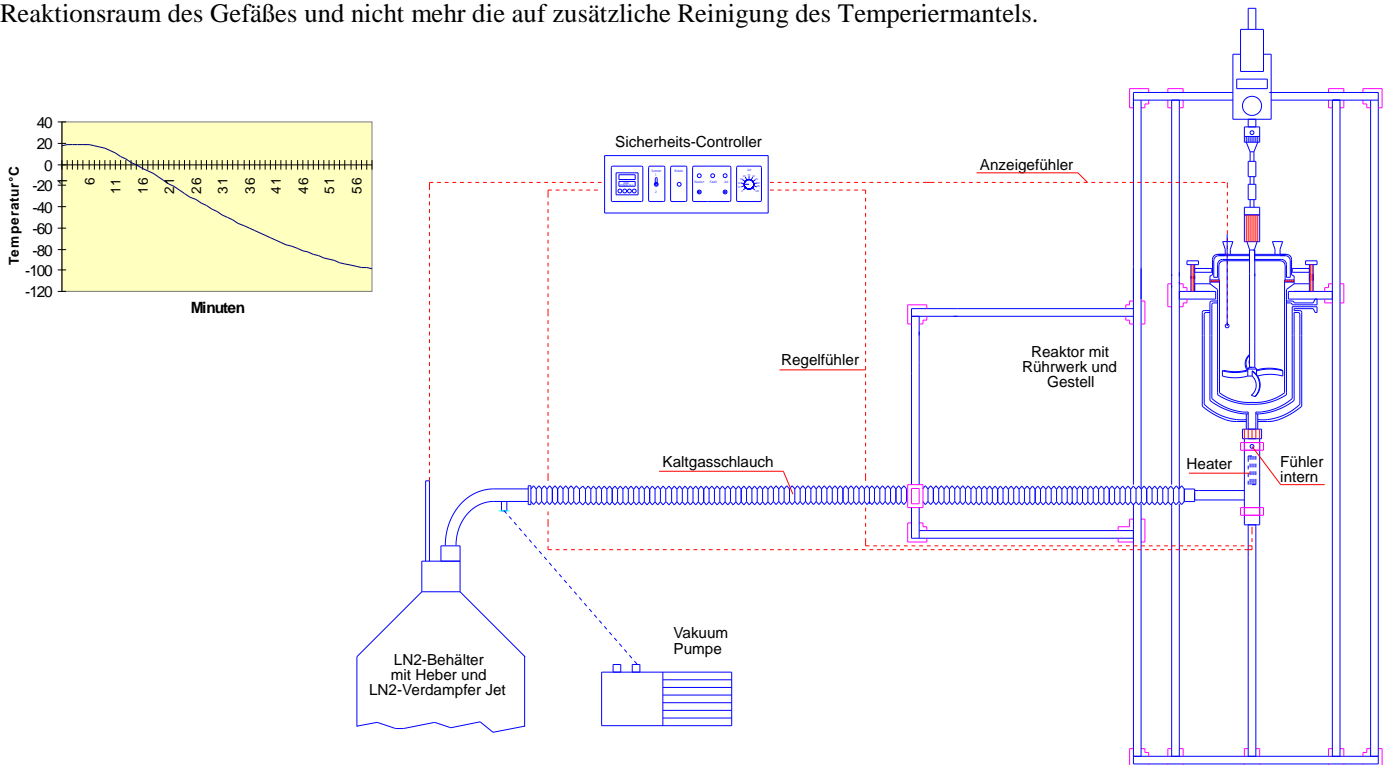 Reaktionsraum des Gefäßes und nicht mehr die auf zusätzliche Reinigung des Temperiermantels.
40
20
0
-20
-40
-60
-80
-100
-120
6
11
16
21
26
31
36
41
46
51
56
Temperatur°C
Minuten
Sicherheits-Controller
Anzeigefühler
Regelfühler
Reaktor mit
Rührwerk und
Gestell
Kaltgasschlauch
Heater
Fühler
intern
Vakuum
Pumpe
LN2-Behälter
mit Heber und
LN2-Verdampfer Jet